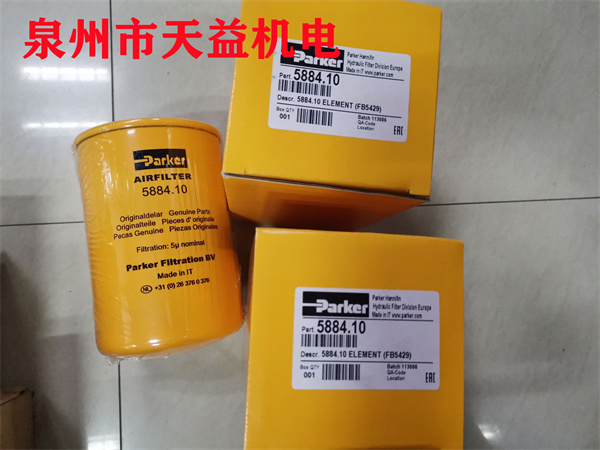 泉州市天益机电
Parker
Parker Hannifin
Hydraulic Filter Division Europe
Made in IT www.parker.com
Part. 5884.10
Descr. 5884.10 ELEMENT (FB5429)
Box QTY
001
Batch 113086
QA-Code
Location
EAC
Parker
AIRFILTER
5884.10
Originaldelar Genuine Parts
Originalteile Pieces d' origine
Pecas Genuine Piezas Originales
Filtration: 5µ nominal
Parker Filtration BV
Made in IT
NL +31 (0) 26 376 0 376
Parker
Parker Hannifin
Hydraulic Filter Division Europe
Made in IT www.parker.com
Part. 5884.10
Descr. 5884.10 ELEMENT (FB5429)
Box QTY
001
Batch 113086
QA-Code
Location
EAC